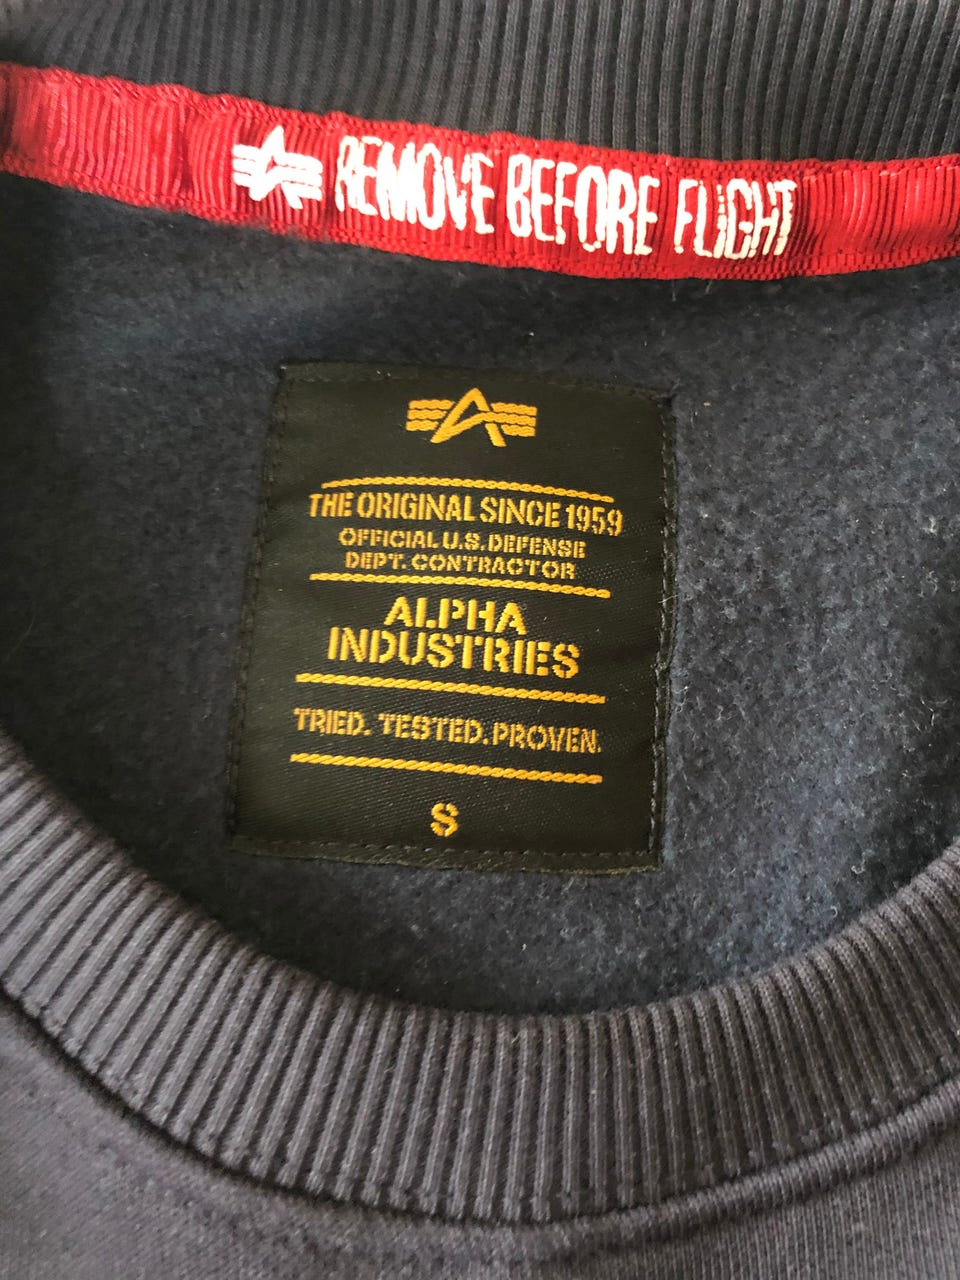 REMOVE BEFORE FLIGHT
THE ORIGINAL SINCE 1959
OFFICIAL U.S. DEFENSE
DEPT. CONTRACTOR
ALPHA
INDUSTRIES
TRIED. TESTED. PROVEN.
S